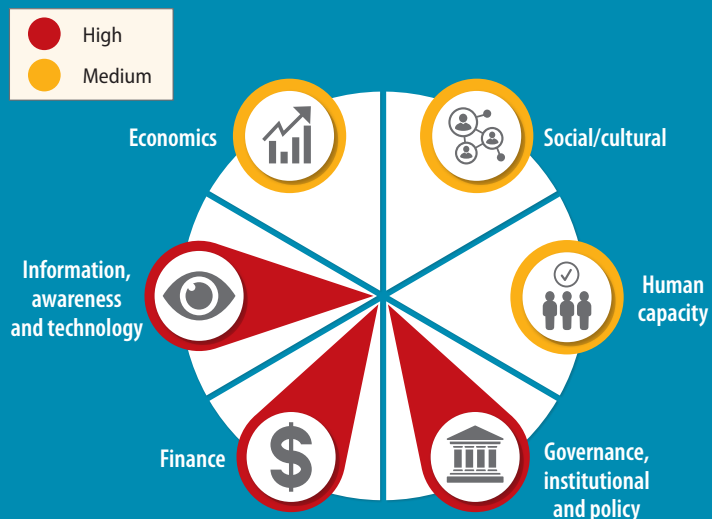 High
Medium
Economics
Social/cultural
Information,
awareness
and technology
Human
capacity
Finance
$
Governance,
institutional
and policy